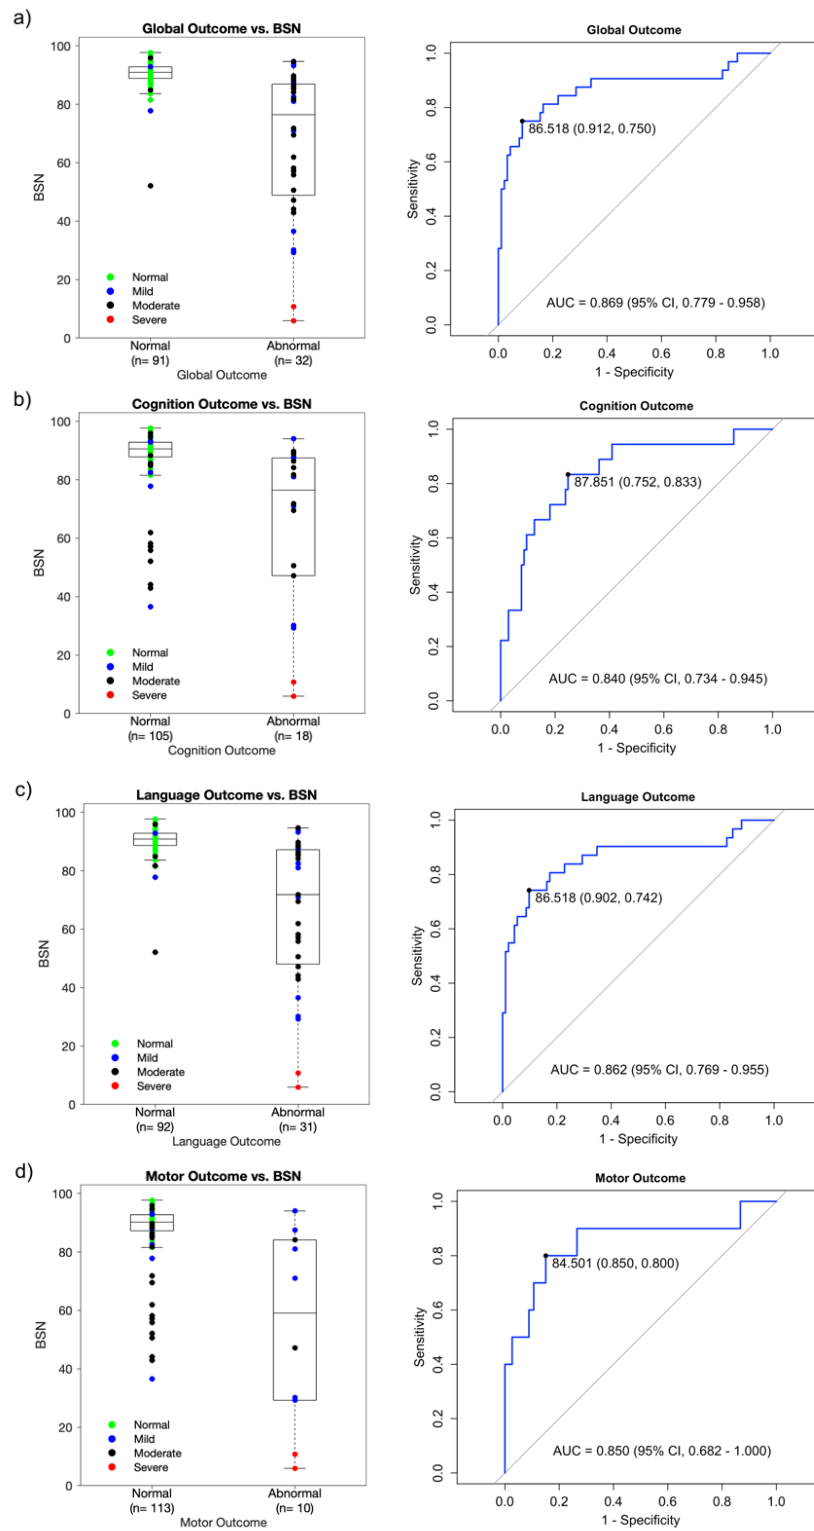 a)
Global Outcome vs. BSN
BSN
100
80
60
40
20
0
Normal
Mild
Moderate
Severe
Normal
(n= 91)
Abnormal
(n= 32)
Global Outcome
Global Outcome
Sensitivity
1.0
0.8
0.6
0.4
0.2
0.0
86.518 (0.912, 0.750)
AUC = 0.869 (95% CI, 0.779 - 0.958)
0.0 0.2 0.4 0.6 0.8 1.0
1 - Specificity
b)
Cognition Outcome vs. BSN
BSN
100
80
60
40
20
0
Normal
Mild
Moderate
Severe
Normal
(n= 105)
Abnormal
(n= 18)
Cognition Outcome
Cognition Outcome
Sensitivity
1.0
0.8
0.6
0.4
0.2
0.0
87.851 (0.752, 0.833)
AUC = 0.840 (95% CI, 0.734 - 0.945)
0.0 0.2 0.4 0.6 0.8 1.0
1 - Specificity
c)
Language Outcome vs. BSN
BSN
100
80
60
40
20
0
Normal
Mild
Moderate
Severe
Normal
(n= 92)
Abnormal
(n= 31)
Language Outcome
Language Outcome
Sensitivity
1.0
0.8
0.6
0.4
0.2
0.0
86.518 (0.902, 0.742)
AUC = 0.862 (95% CI, 0.769 - 0.955)
0.0 0.2 0.4 0.6 0.8 1.0
1 - Specificity
d)
Motor Outcome vs. BSN
BSN
100
80
60
40
20
0
Normal
Mild
Moderate
Severe
Normal
(n= 113)
Abnormal
(n= 10)
Motor Outcome
Motor Outcome
Sensitivity
1.0
0.8
0.6
0.4
0.2
0.0
84.501 (0.850, 0.800)
AUC = 0.850 (95% CI, 0.682 - 1.000)
0.0 0.2 0.4 0.6 0.8 1.0
1 - Specificity